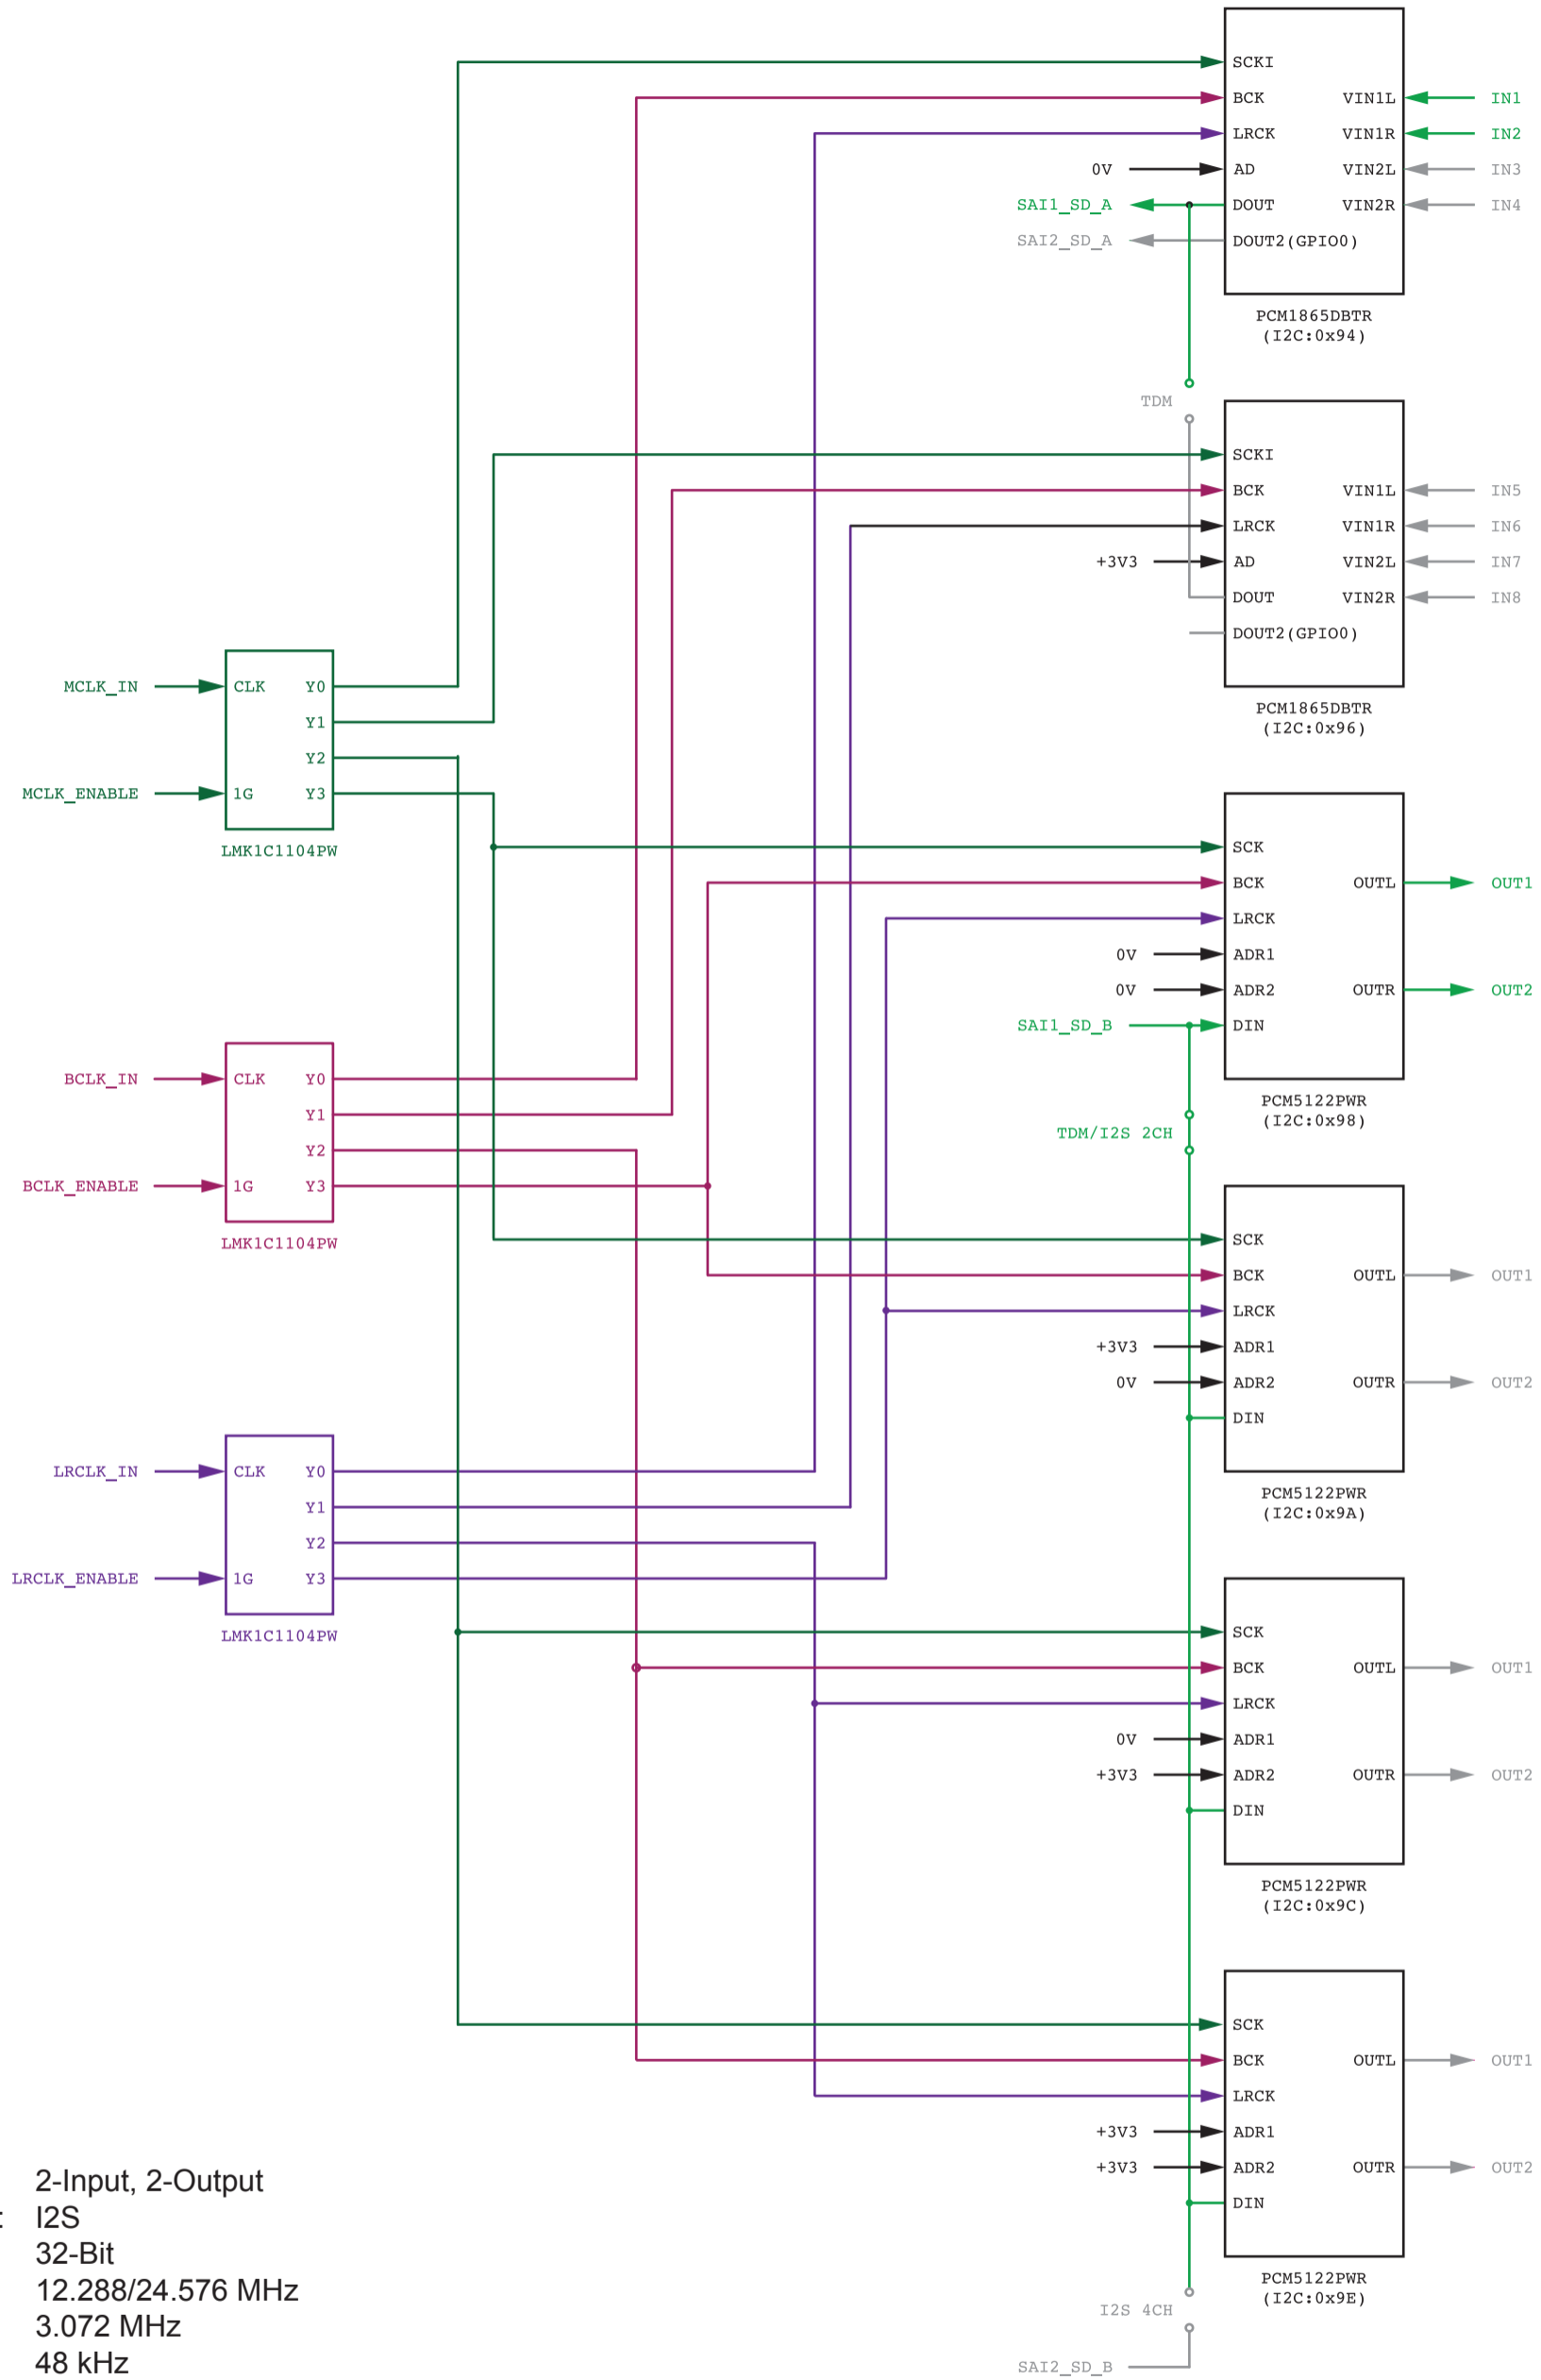 SCKI
BCK VIN1L IN1
LRCK VIN1R IN2
0V AD VIN2L IN3
SAI1_SD_A DOUT VIN2R IN4
SAI2_SD_A DOUT2(GPIO0)
PCM1865DBTR
(I2C:0x94)
TDM
SCKI
BCK VIN1L IN5
LRCK VIN1R IN6
+3V3 AD VIN2L IN7
DOUT VIN2R IN8
DOUT2(GPIO0)
PCM1865DBTR
(I2C:0x96)
MCLK_IN CLK Y0
Y1
Y2
MCLK_ENABLE 1G Y3
LMK1C1104PW
SCK
BCK OUTL OUT1
LRCK
0V ADR1
0V ADR2 OUTR OUT2
SAI1_SD_B DIN
PCM5122PWR
(I2C:0x98)
TDM/I2S 2CH
BCLK_IN CLK Y0
Y1
Y2
BCLK_ENABLE 1G Y3
LMK1C1104PW
SCK
BCK OUTL OUT1
LRCK
+3V3 ADR1
0V ADR2 OUTR OUT2
DIN
PCM5122PWR
(I2C:0x9A)
LRCLK_IN CLK Y0
Y1
Y2
LRCLK_ENABLE 1G Y3
LMK1C1104PW
SCK
BCK OUTL OUT1
LRCK
0V ADR1
+3V3 ADR2 OUTR OUT2
DIN
PCM5122PWR
(I2C:0x9C)
SCK
BCK OUTL OUT1
LRCK
+3V3 ADR1
+3V3 ADR2 OUTR OUT2
DIN
PCM5122PWR
(I2C:0x9E)
I2S 4CH
SAI2_SD_B
2-Input, 2-Output
: I2S
32-Bit
12.288/24.576 MHz
3.072 MHz
48 kHz